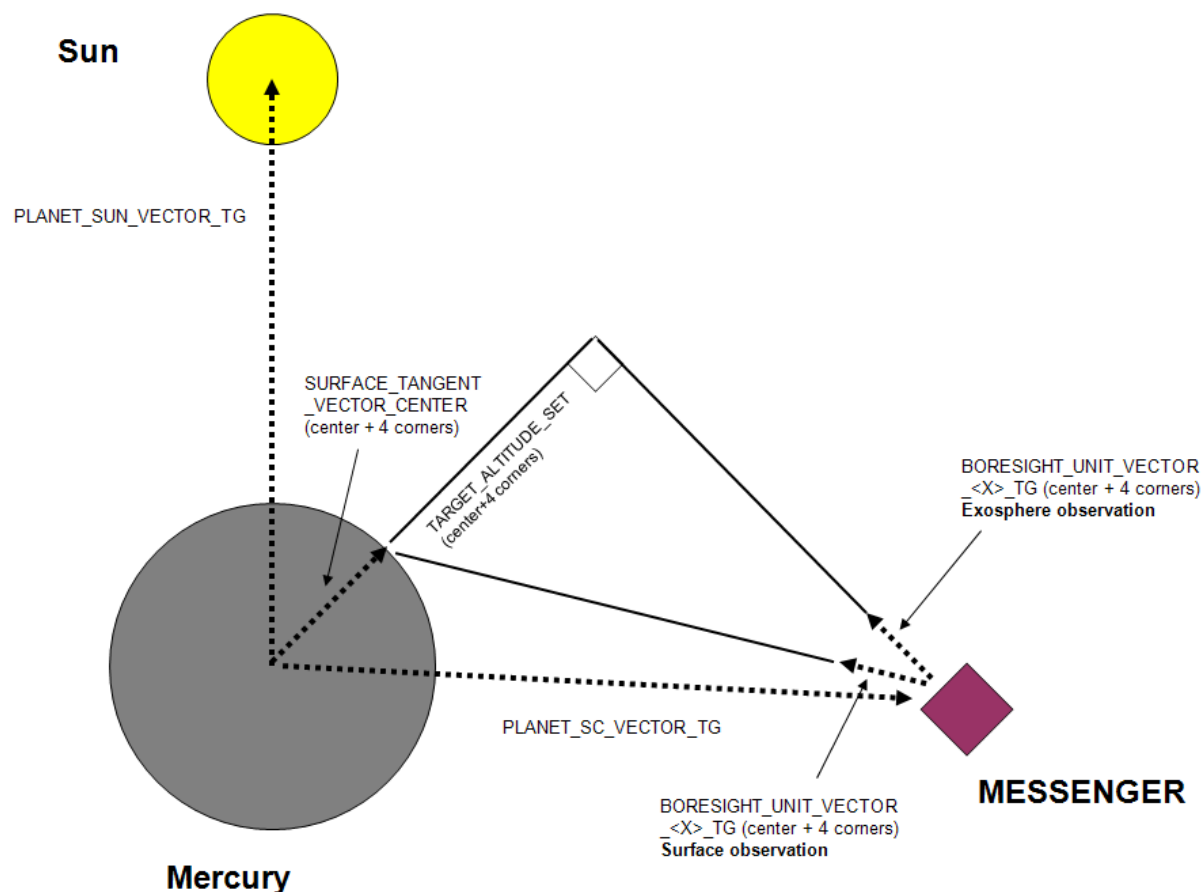 Sun
PLANET_SUN_VECTOR_TG
SURFACE_TANGENT
_VECTOR_CENTER
(center + 4 corners)
TARGET_ALTITUDE_SET
(center+4 corners)
BORESIGHT_UNIT_VECTOR
_<X>_TG (center + 4 corners)
Exosphere observation
PLANET_SC_VECTOR_TG
MESSENGER
BORESIGHT_UNIT_VECTOR
_<X>_TG (center + 4 corners)
Surface observation
Mercury